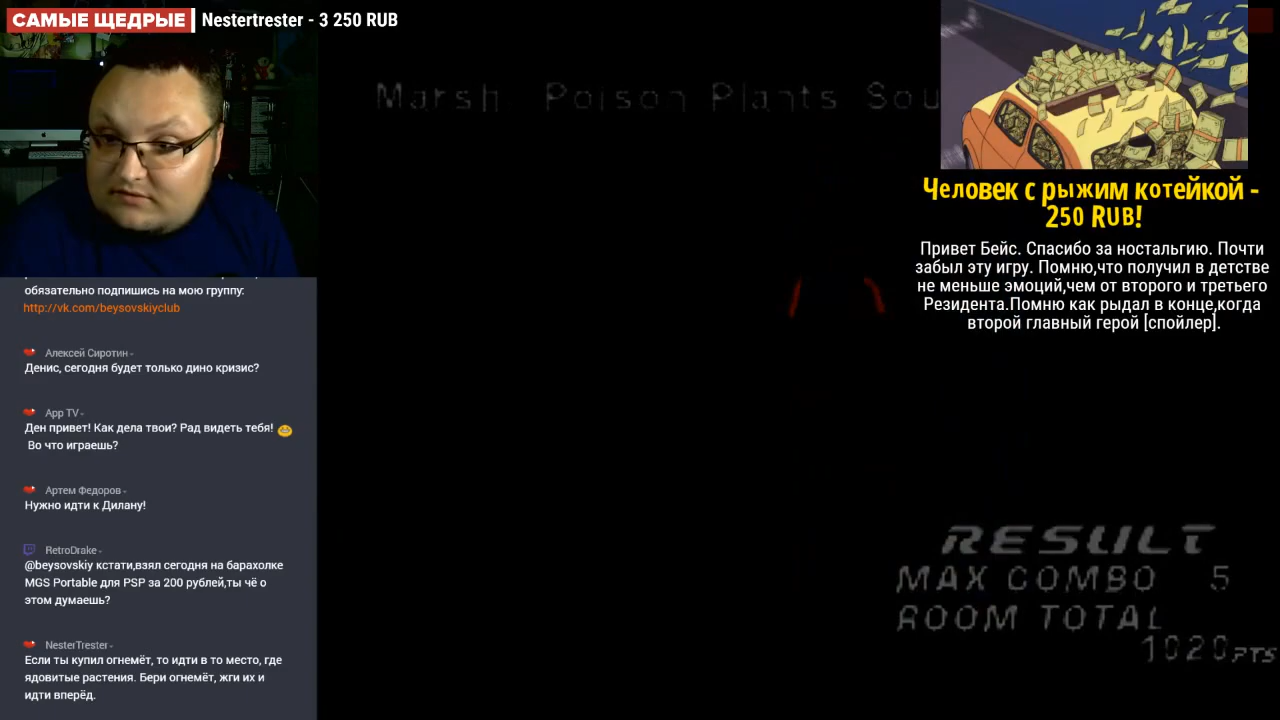 САМЫЕ ЩЕДРЫЕ Nestertrester - 3 250 RUB
Marsh. Poison Plants Sou
Человек с рыжим котейкой -
250 RUB!
Привет Бейс. Спасибо за ностальгию. Почти
забыл эту игру. Помню,что получил в детстве
не меньше эмоций,чем от второго и третьего
Резидента.Помню как рыдал в конце,когда
второй главный герой [спойлер].
обязательно подпишись на мою группу:
http://vk.com/beysovskiyclub
Алексей Сиротин-
Денис, сегодня будет только дино кризис?
App TV-
Ден привет! Как дела твои? Рад видеть тебя!
Во что играешь?
Артем Федоров-
Нужно идти к Дилану!
RetroDrake-
@beysovskiy кстати,взял сегодня на барахолке
MGS Portable для PSP за 200 рублей,ты чё о
этом думаешь?
NesterTrester-
Если ты купил огнемёт, то идти в то место, где
ядовитые растения. Бери огнемёт, жги их и
идти вперёд.
RESULT
MAX COMBO 5
ROOM TOTAL
1020 PTS